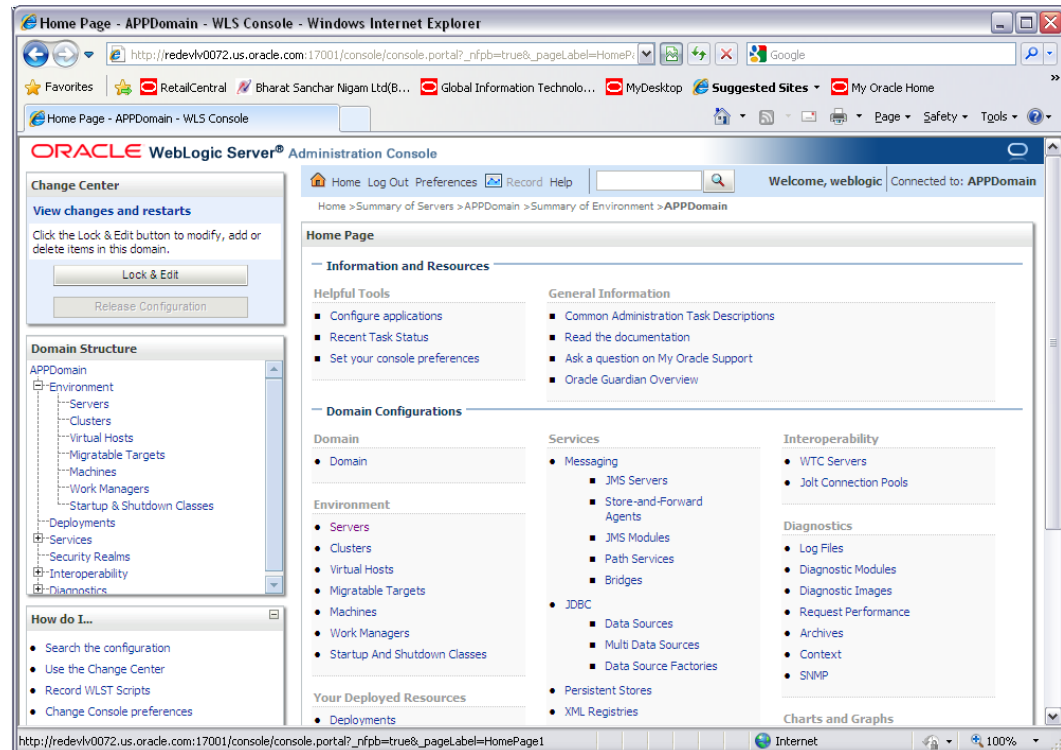 Home Page - APPDomain - WLS Console - Windows Internet Explorer
http://redevlv0072.us.oracle.com:17001/console/console.portal?_nfpb=true&_pageLabel=HomePa
Google
Favorites
RetailCentral
Bharat Sanchar Nigam Ltd(B...
Global Information Technolo...
MyDesktop
Suggested Sites
My Oracle Home
»
Home Page - APPDomain - WLS Console
Page
Safety
Tools
ORACLE WebLogic Server® Administration Console
Change Center
View changes and restarts
Click the Lock & Edit button to modify, add or
delete items in this domain.
Lock & Edit
Release Configuration
Domain Structure
APPDomain
Environment
Servers
Clusters
Virtual Hosts
Migratable Targets
Machines
Work Managers
Startup & Shutdown Classes
Deployments
Services
Security Realms
Interoperability
Diagnostics
How do I...
Search the configuration
Use the Change Center
Record WLST Scripts
Change Console preferences
Home Log Out Preferences Record Help
Welcome, weblogic
Connected to: APPDomain
Home >Summary of Servers >APPDomain >Summary of Environment >APPDomain
Home Page
Information and Resources
Helpful Tools
Configure applications
Recent Task Status
Set your console preferences
General Information
Common Administration Task Descriptions
Read the documentation
Ask a question on My Oracle Support
Oracle Guardian Overview
Domain Configurations
Domain
Domain
Environment
Servers
Clusters
Virtual Hosts
Migratable Targets
Machines
Work Managers
Startup And Shutdown Classes
Your Deployed Resources
Deployments
Services
Messaging
JMS Servers
Store-and-Forward
Agents
JMS Modules
Path Services
Bridges
JDBC
Data Sources
Multi Data Sources
Data Source Factories
Persistent Stores
XML Registries
Interoperability
WTC Servers
Jolt Connection Pools
Diagnostics
Log Files
Diagnostic Modules
Diagnostic Images
Request Performance
Archives
Context
SNMP
Charts and Graphs
http://redevlv0072.us.oracle.com:17001/console/console.portal?_nfpb=true&_pageLabel=HomePage1
Internet
100%